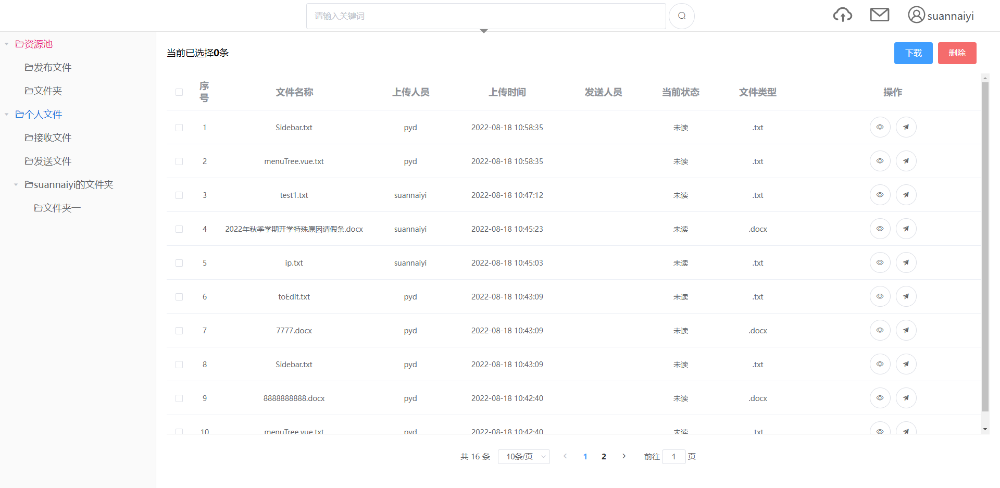 请输入关键词
suannaiyi
资源池
发布文件
文件夹
个人文件
接收文件
发送文件
suannaiyi的文件夹
文件夹一
当前已选择0条
下载 删除
序号 文件名称 上传人员 上传时间 发送人员 当前状态 文件类型 操作
1 Sidebar.txt pyd 2022-08-18 10:58:35 未读 .txt
2 menuTree.vue.txt pyd 2022-08-18 10:58:35 未读 .txt
3 test1.txt suannaiyi 2022-08-18 10:47:12 未读 .txt
4 2022年秋季学期开学特殊原因请假条.docx suannaiyi 2022-08-18 10:45:23 未读 .docx
5 ip.txt suannaiyi 2022-08-18 10:45:03 未读 .txt
6 toEdit.txt pyd 2022-08-18 10:43:09 未读 .txt
7 7777.docx pyd 2022-08-18 10:43:09 未读 .docx
8 Sidebar.txt pyd 2022-08-18 10:43:09 未读 .txt
9 8888888888.docx pyd 2022-08-18 10:42:40 未读 .docx
10 menuTree.vue.txt pyd 2022-08-18 10:42:40 未读 .txt
共 16 条 10条/页 1 2 前往 1 页